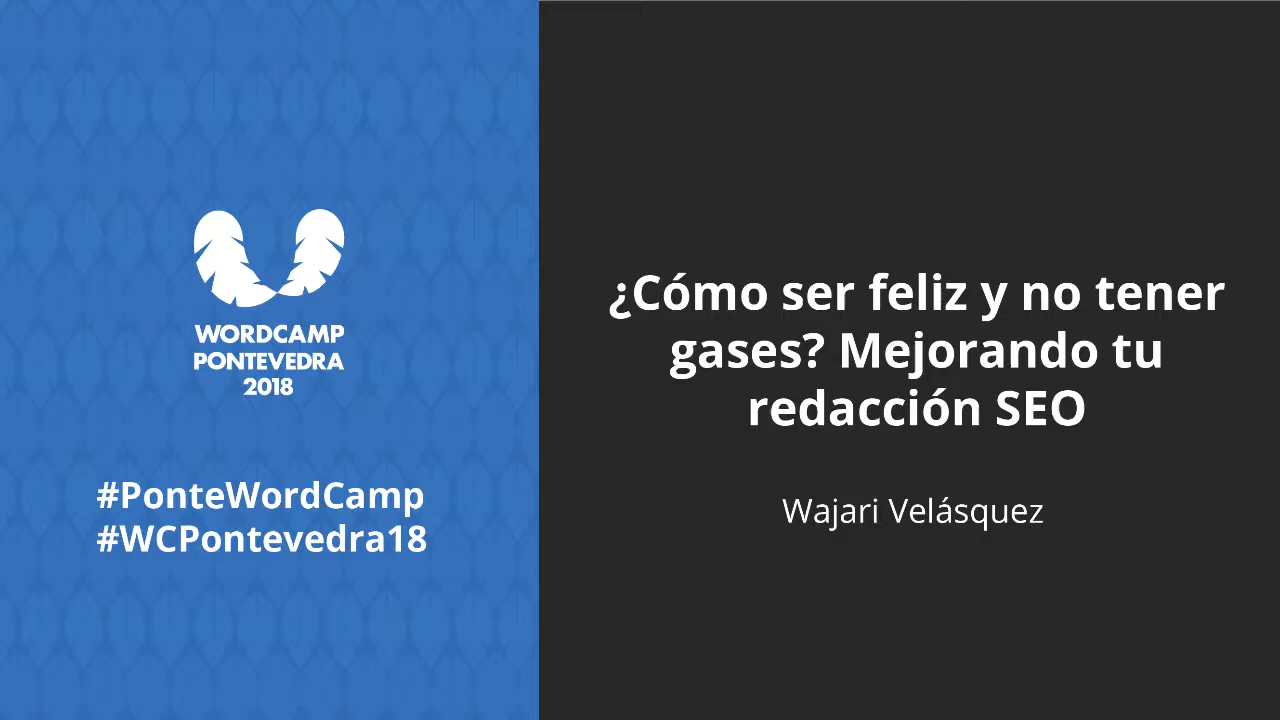 WORDCAMP
PONTEVEDRA
2018
#PonteWordCamp
#WCPontevedra18
¿Cómo ser feliz y no tener
gases? Mejorando tu
redacción SEO
Wajari Velásquez